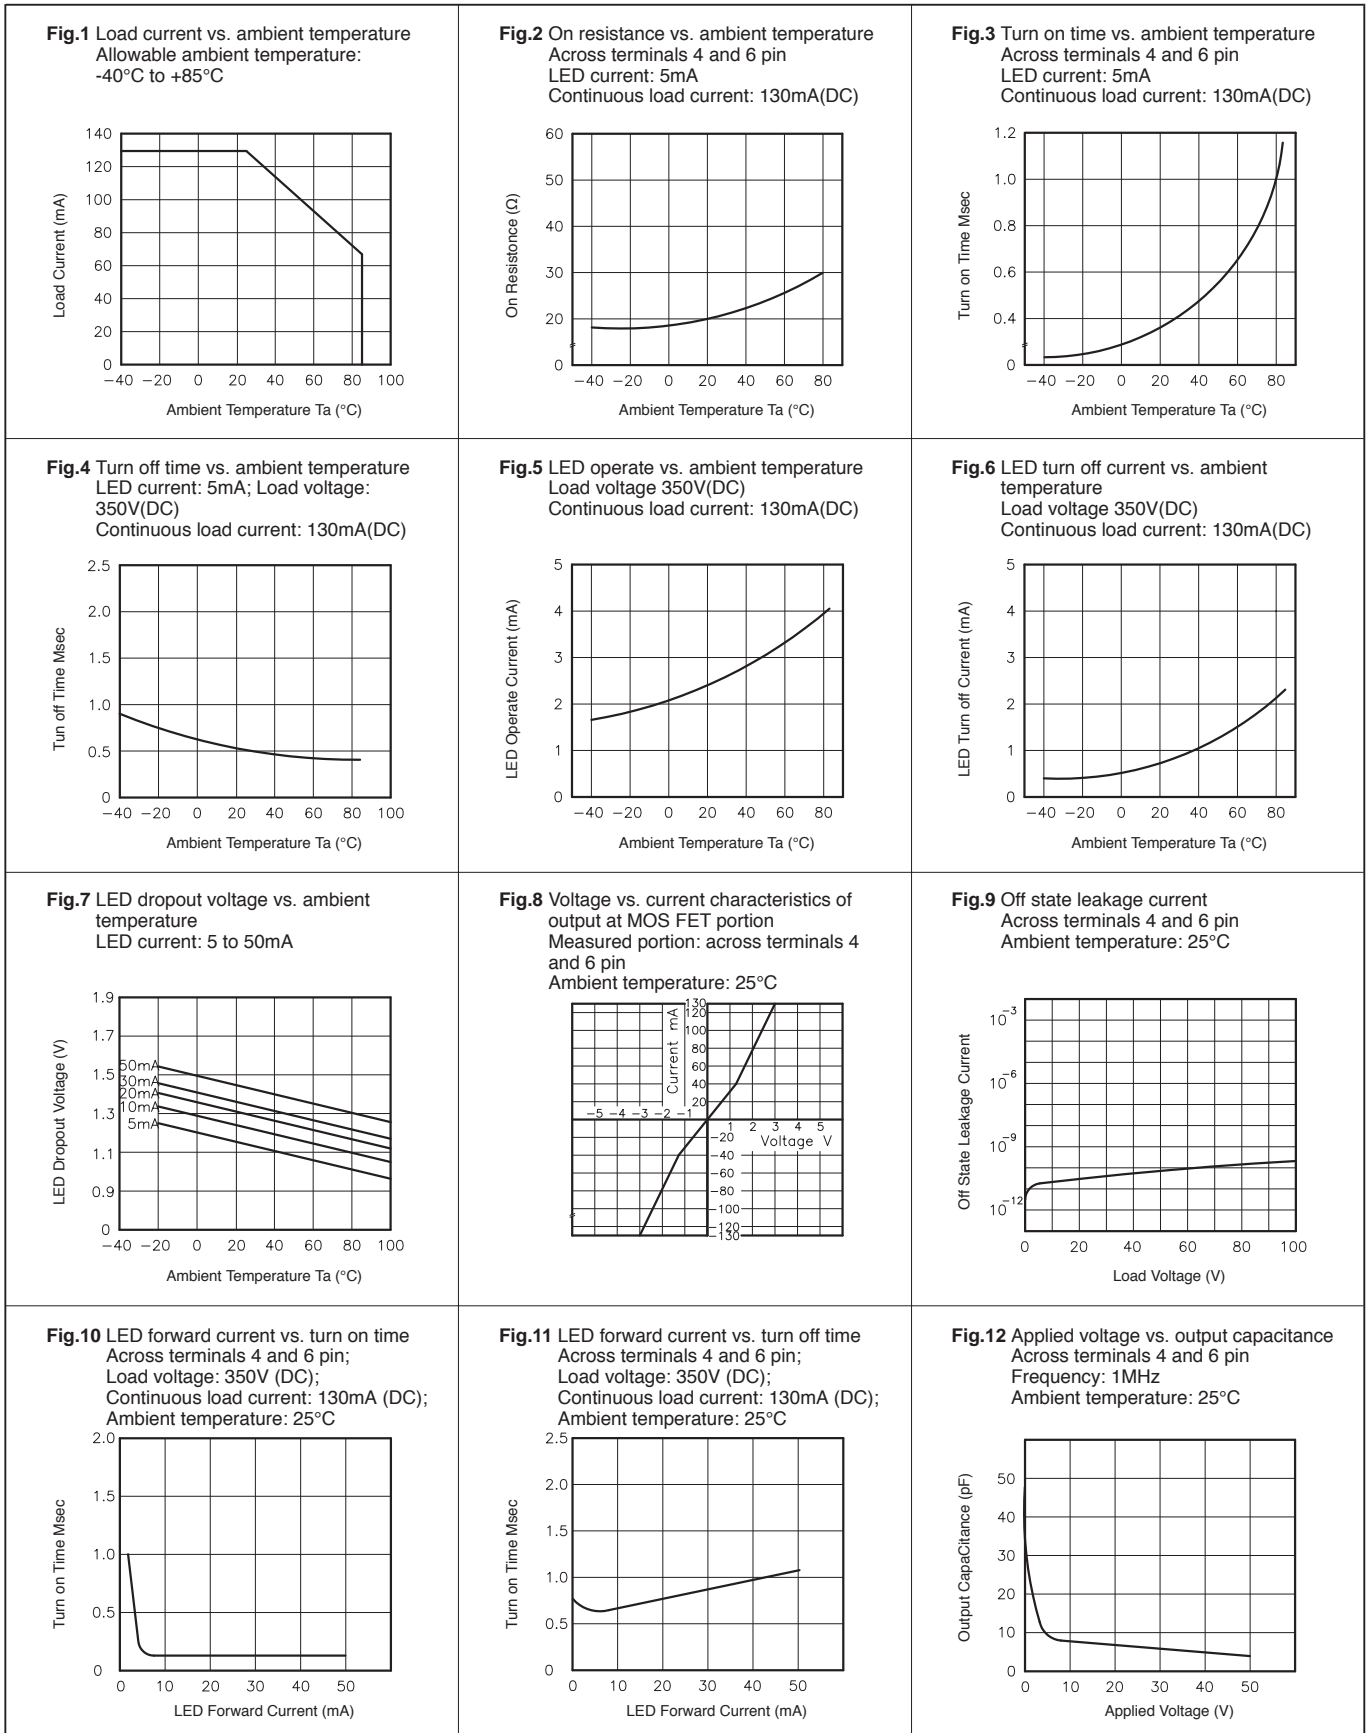 Fig.1 Load current vs. ambient temperature
Allowable ambient temperature:
-40°C to +85°C
140
120
100
80
60
40
20
0
Load Current (mA)
−40 −20 0 20 40 60 80 100
Ambient Temperature Ta (°C)
Fig.2 On resistance vs. ambient temperature
Across terminals 4 and 6 pin
LED current: 5mA
Continuous load current: 130mA(DC)
60
50
40
30
20
0
On Resistonce (Ω)
−40 −20 0 20 40 60 80
Ambient Temperature Ta (°C)
Fig.3 Turn on time vs. ambient temperature
Across terminals 4 and 6 pin
LED current: 5mA
Continuous load current: 130mA(DC)
1.2
1.0
0.8
0.6
0.4
0
Turn on Time Msec
−40 −20 0 20 40 60 80
Ambient Temperature Ta (°C)
Fig.4 Turn off time vs. ambient temperature
LED current: 5mA; Load voltage:
350V(DC)
Continuous load current: 130mA(DC)
2.5
2.0
1.5
1.0
0.5
0
Tun off Time Msec
−40 −20 0 20 40 60 80 100
Ambient Temperature Ta (°C)
Fig.5 LED operate vs. ambient temperature
Load voltage 350V(DC)
Continuous load current: 130mA(DC)
5
4
3
2
1
0
LED Operate Current (mA)
−40 −20 0 20 40 60 80
Ambient Temperature Ta (°C)
Fig.6 LED turn off current vs. ambient
temperature
Load voltage 350V(DC)
Continuous load current: 130mA(DC)
5
4
3
2
1
0
LED Turn off Current (mA)
−40 −20 0 20 40 60 80
Ambient Temperature Ta (°C)
Fig.7 LED dropout voltage vs. ambient
temperature
LED current: 5 to 50mA
1.9
1.7
1.5
1.3
1.1
0.9
0
LED Dropout Voltage (V)
50mA
30mA
20mA
10mA
5mA
−40 −20 0 20 40 60 80 100
Ambient Temperature Ta (°C)
Fig.8 Voltage vs. current characteristics of
output at MOS FET portion
Measured portion: across terminals 4
and 6 pin
Ambient temperature: 25°C
130
120
100
80
60
40
20
Current mA
−5 −4 −3 −2 −1
1 2 3 4 5
Voltage V
−20
−40
−60
−80
−100
−120
−130
Fig.9 Off state leakage current
Across terminals 4 and 6 pin
Ambient temperature: 25°C
10−3
10−6
10−9
10−12
Off State Leakage Current
0 20 40 60 80 100
Load Voltage (V)
Fig.10 LED forward current vs. turn on time
Across terminals 4 and 6 pin;
Load voltage: 350V (DC);
Continuous load current: 130mA (DC);
Ambient temperature: 25°C
2.0
1.5
1.0
0.5
0
Turn on Time Msec
0 10 20 30 40 50
LED Forward Current (mA)
Fig.11 LED forward current vs. turn off time
Across terminals 4 and 6 pin;
Load voltage: 350V (DC);
Continuous load current: 130mA (DC);
Ambient temperature: 25°C
2.5
2.0
1.5
1.0
0.5
0
Turn on Time Msec
0 10 20 30 40 50
LED Forward Current (mA)
Fig.12 Applied voltage vs. output capacitance
Across terminals 4 and 6 pin
Frequency: 1MHz
Ambient temperature: 25°C
50
40
30
20
10
0
Output CapaCitance (pF)
0 10 20 30 40 50
Applied Voltage (V)